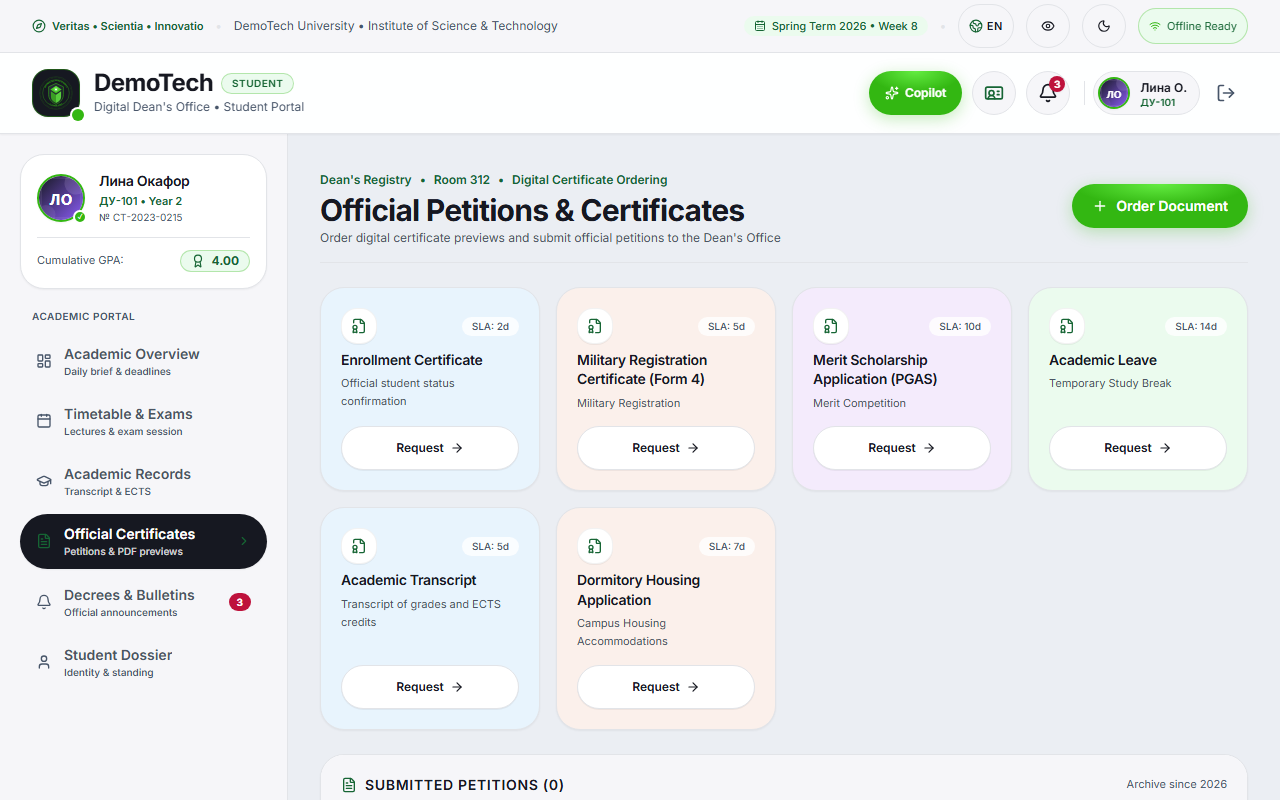 Veritas • Scientia • Innovatio
DemoTech University • Institute of Science & Technology
Spring Term 2026 • Week 8
EN
Offline Ready
DemoTech
STUDENT
Digital Dean's Office • Student Portal
Copilot
3
ЛО
Лина О.
ДУ-101
ЛО
Лина Окафор
ДУ-101 • Year 2
№ CT-2023-0215
Cumulative GPA:
4.00
ACADEMIC PORTAL
Academic Overview
Daily brief & deadlines
Timetable & Exams
Lectures & exam session
Academic Records
Transcript & ECTS
Official Certificates
Petitions & PDF previews
Decrees & Bulletins
Official announcements
3
Student Dossier
Identity & standing
Dean's Registry • Room 312 • Digital Certificate Ordering
Official Petitions & Certificates
Order digital certificate previews and submit official petitions to the Dean's Office
Order Document
SLA: 2d
Enrollment Certificate
Official student status
confirmation
Request
SLA: 5d
Military Registration
Certificate (Form 4)
Military Registration
Request
SLA: 10d
Merit Scholarship
Application (PGAS)
Merit Competition
Request
SLA: 14d
Academic Leave
Temporary Study Break
Request
SLA: 5d
Academic Transcript
Transcript of grades and ECTS
credits
Request
SLA: 7d
Dormitory Housing
Application
Campus Housing
Accommodations
Request
SUBMITTED PETITIONS (0)
Archive since 2026